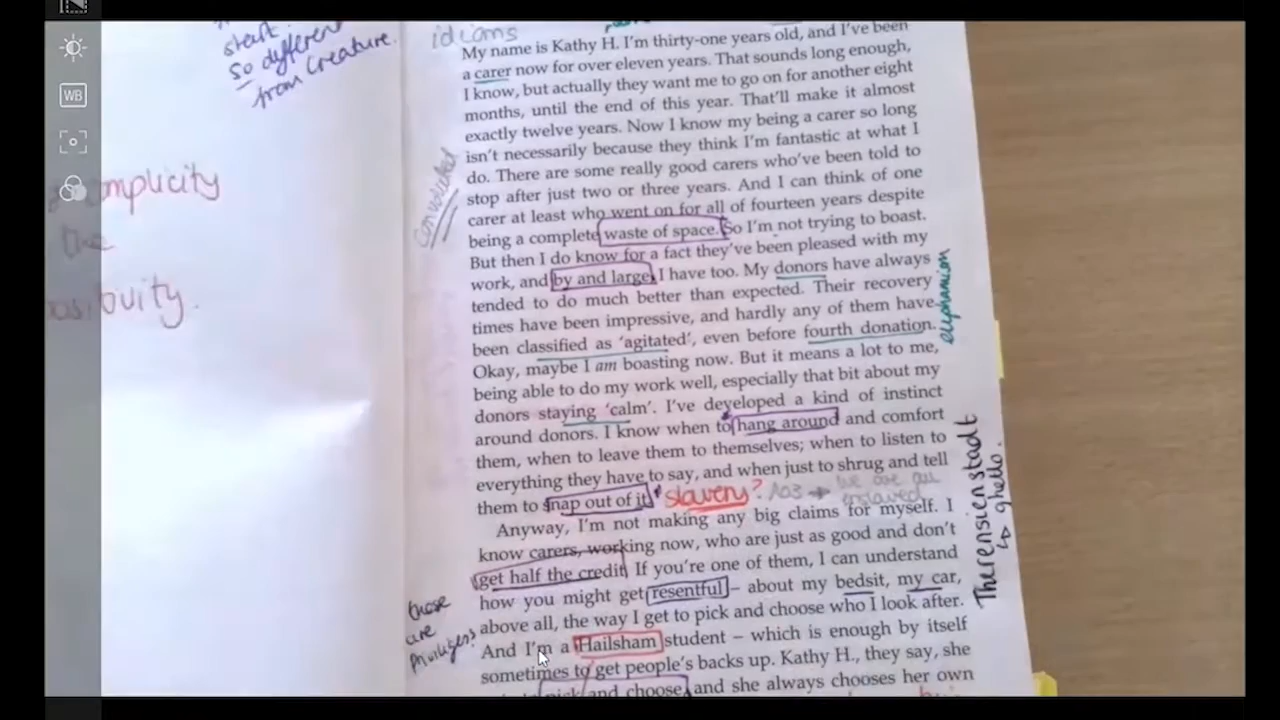 start
so different
from Creature.
WB
complicity
the
idioms
My name is Kathy H. I'm thirty-one years old, and I've been
a carer now for over eleven years. That sounds long enough,
I know, but actually they want me to go on for another eight
months, until the end of this year. That'll make it almost
exactly twelve years. Now I know my being a carer so long
isn't necessarily because they think I'm fantastic at what I
do. There are some really good carers who've been told to
stop after just two or three years. And I can think of one
carer at least who went on for all of fourteen years despite
being a complete waste of space. So I'm not trying to boast.
But then I do know for a fact they've been pleased with my
work, and by and large, I have too. My donors have always
tended to do much better than expected. Their recovery
times have been impressive, and hardly any of them have
been classified as 'agitated', even before fourth donation.
Okay, maybe I am boasting now. But it means a lot to me,
being able to do my work well, especially that bit about my
donors staying 'calm'. I've developed a kind of instinct
around donors. I know when to hang around and comfort
them, when to leave them to themselves; when to listen to
everything they have to say, and when just to shrug and tell
them to snap out of it.
slavery? AO3 → we are all
enslaved
Anyway, I'm not making any big claims for myself. I
know carers, working now, who are just as good and don't
get half the credit. If you're one of them, I can understand
how you might get resentful – about my bedsit, my car,
above all, the way I get to pick and choose who I look after.
And I'm a Hailsham student – which is enough by itself
sometimes to get people's backs up. Kathy H., they say, she
pick and choose, and she always chooses her own
convoluted
those
are
privileges
euphamism
Theresienstadt
↳ ghetto.